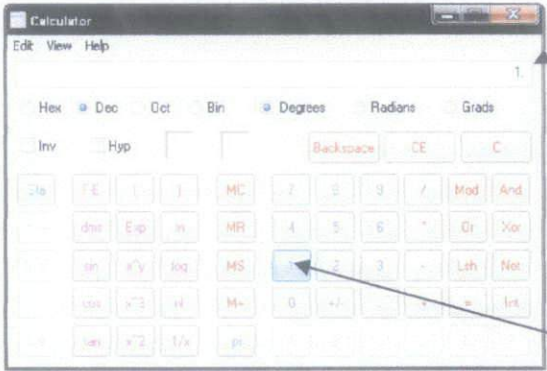 Calculator
Edit View Help
1.
Hex Dec Oct Bin Degrees Radians Grads
Inv Hyp Backspace CE C
Sta F-E ( ) MC 7 8 9 / Mod And
dms Exp ln MR 4 5 6 * Or Xor
sin x^y log MS 1 2 3 - Lsh Not
cos x^3 n! M+ 0 +/- . + = Int
tan x^2 1/x pi